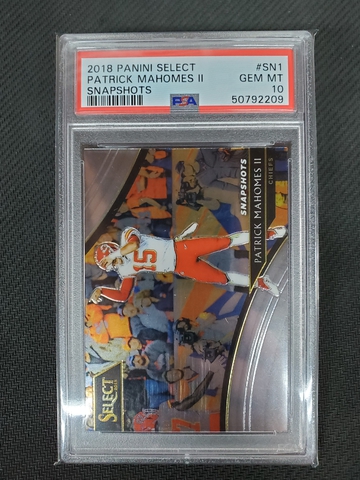 2018 PANINI SELECT #SN1
PATRICK MAHOMES II GEM MT
SNAPSHOTS 10
PSA 50792209
SNAPSHOTS
PATRICK MAHOMES II
CHIEFS
15
SELECT